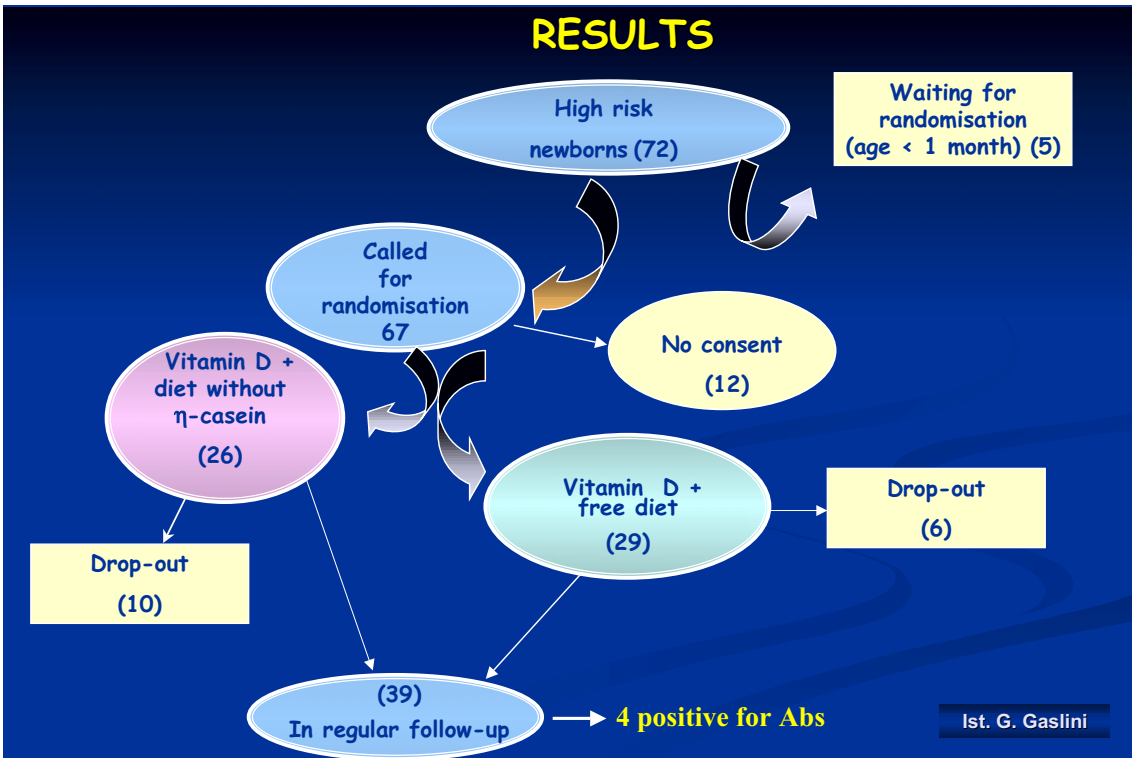 RESULTS
High risk
newborns (72)
Waiting for
randomisation
(age < 1 month) (5)
Called
for
randomisation
67
No consent
(12)
Vitamin D +
diet without
η-casein
(26)
Vitamin D +
free diet
(29)
Drop-out
(6)
Drop-out
(10)
(39)
In regular follow-up
4 positive for Abs
Ist. G. Gaslini